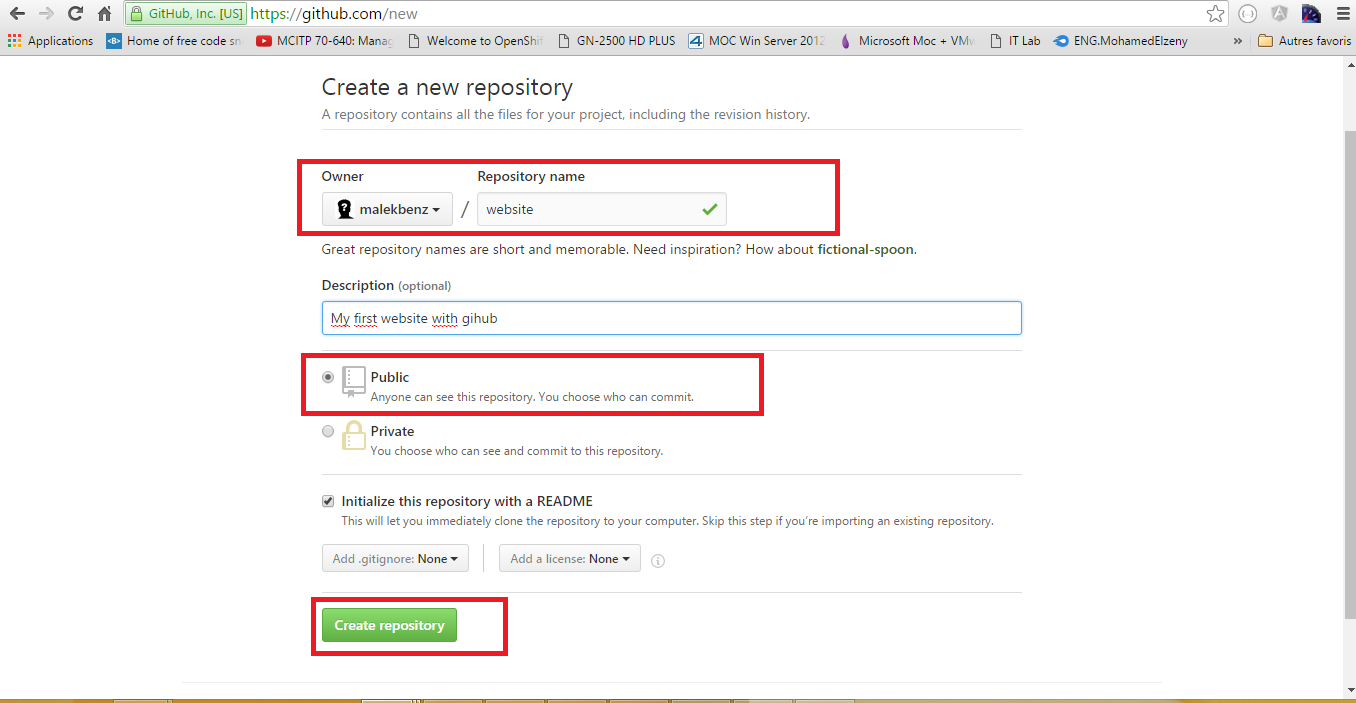 GitHub, Inc. [US] https://github.com/new
Applications Home of free code sn MCITP 70-640: Manag Welcome to OpenShif GN-2500 HD PLUS MOC Win Server 2012 Microsoft Moc + VMw IT Lab ENG.MohamedElzeny » Autres favoris
Create a new repository
A repository contains all the files for your project, including the revision history.
Owner Repository name
malekbenz / website
Great repository names are short and memorable. Need inspiration? How about fictional-spoon.
Description (optional)
My first website with gihub
Public
Anyone can see this repository. You choose who can commit.
Private
You choose who can see and commit to this repository.
Initialize this repository with a README
This will let you immediately clone the repository to your computer. Skip this step if you’re importing an existing repository.
Add .gitignore: None Add a license: None
Create repository